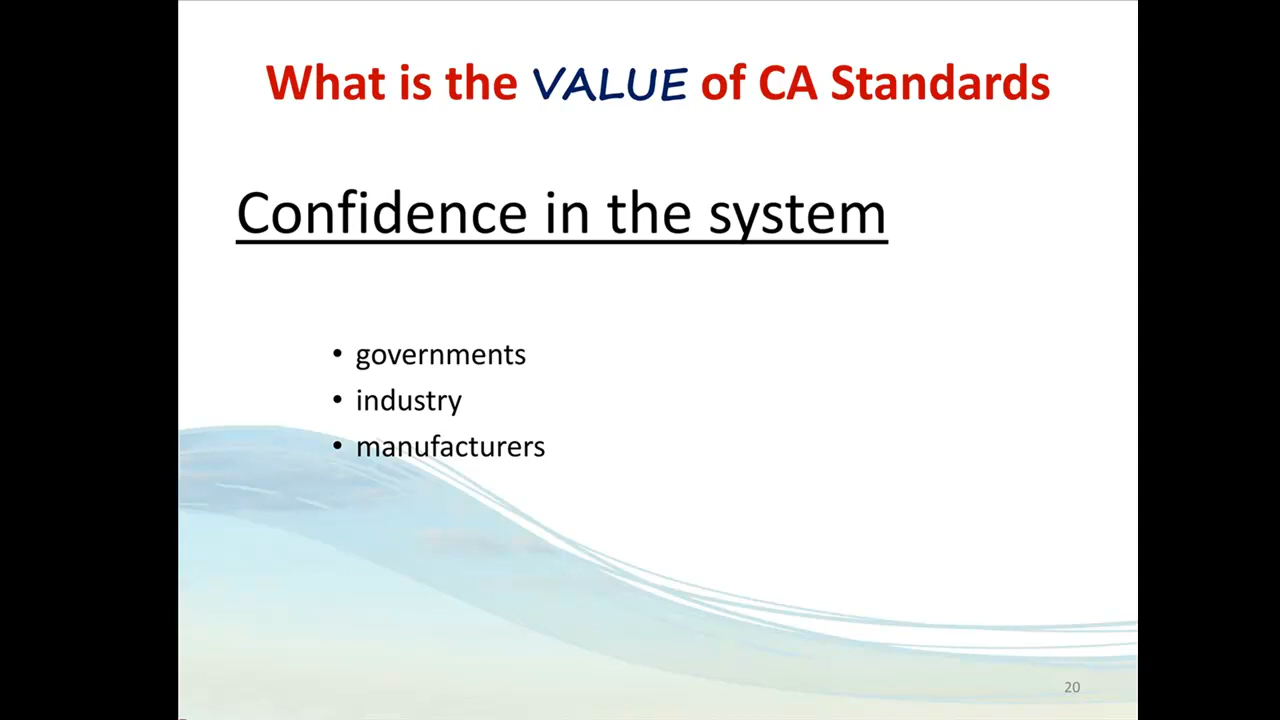 What is the VALUE of CA Standards
Confidence in the system
• governments
• industry
• manufacturers
20